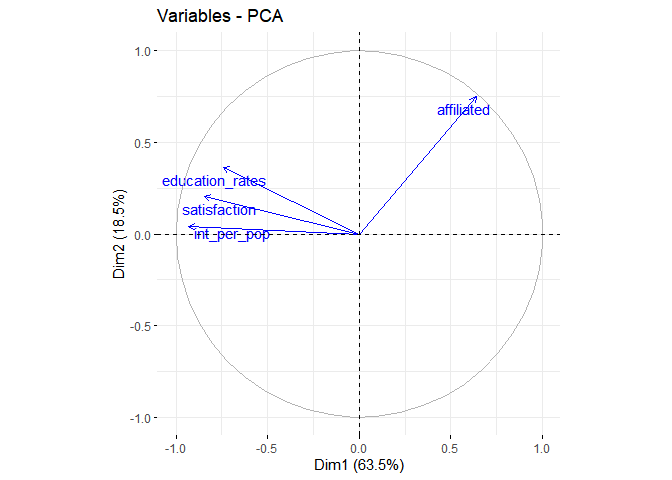 Variables - PCA
1.0
0.5
0.0
-0.5
-1.0
Dim2 (18.5%)
affiliated
education_rates
satisfaction
int_per_pop
-1.0
-0.5
0.0
0.5
1.0
Dim1 (63.5%)